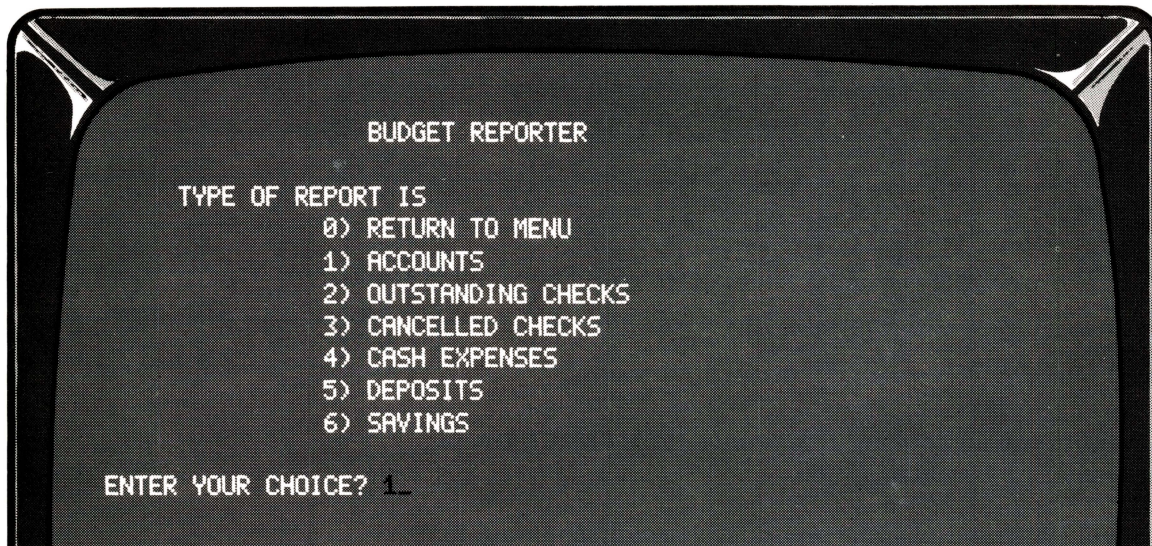 BUDGET REPORTER
TYPE OF REPORT IS
0) RETURN TO MENU
1) ACCOUNTS
2) OUTSTANDING CHECKS
3) CANCELLED CHECKS
4) CASH EXPENSES
5) DEPOSITS
6) SAVINGS
ENTER YOUR CHOICE? 1_